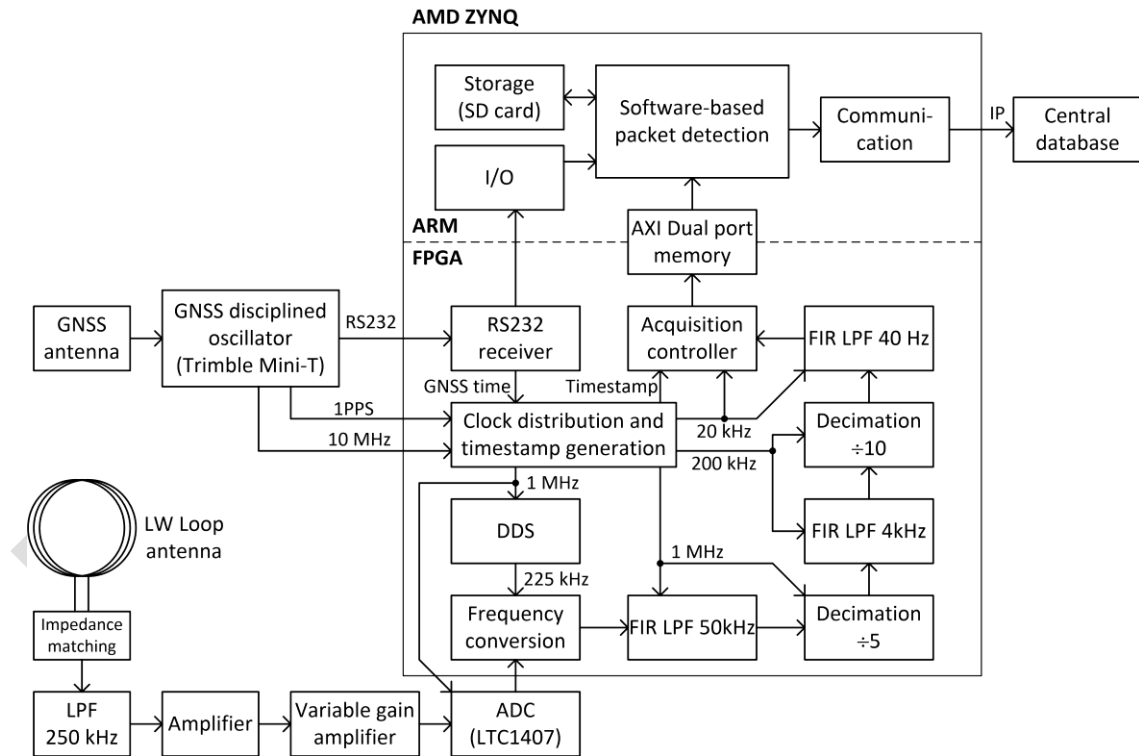 AMD ZYNQ
Storage
(SD card)
Software-based
packet detection
Communi-
cation
IP
Central
database
I/O
ARM
AXI Dual port
memory
FPGA
GNSS
antenna
GNSS disciplined
oscillator
(Trimble Mini-T)
RS232
RS232
receiver
Acquisition
controller
FIR LPF 40 Hz
GNSS time
Timestamp
1PPS
10 MHz
Clock distribution and
timestamp generation
20 kHz
200 kHz
Decimation
÷10
1 MHz
LW Loop
antenna
DDS
FIR LPF 4kHz
1 MHz
225 kHz
Impedance
matching
Frequency
conversion
FIR LPF 50kHz
Decimation
÷5
LPF
250 kHz
Amplifier
Variable gain
amplifier
ADC
(LTC1407)